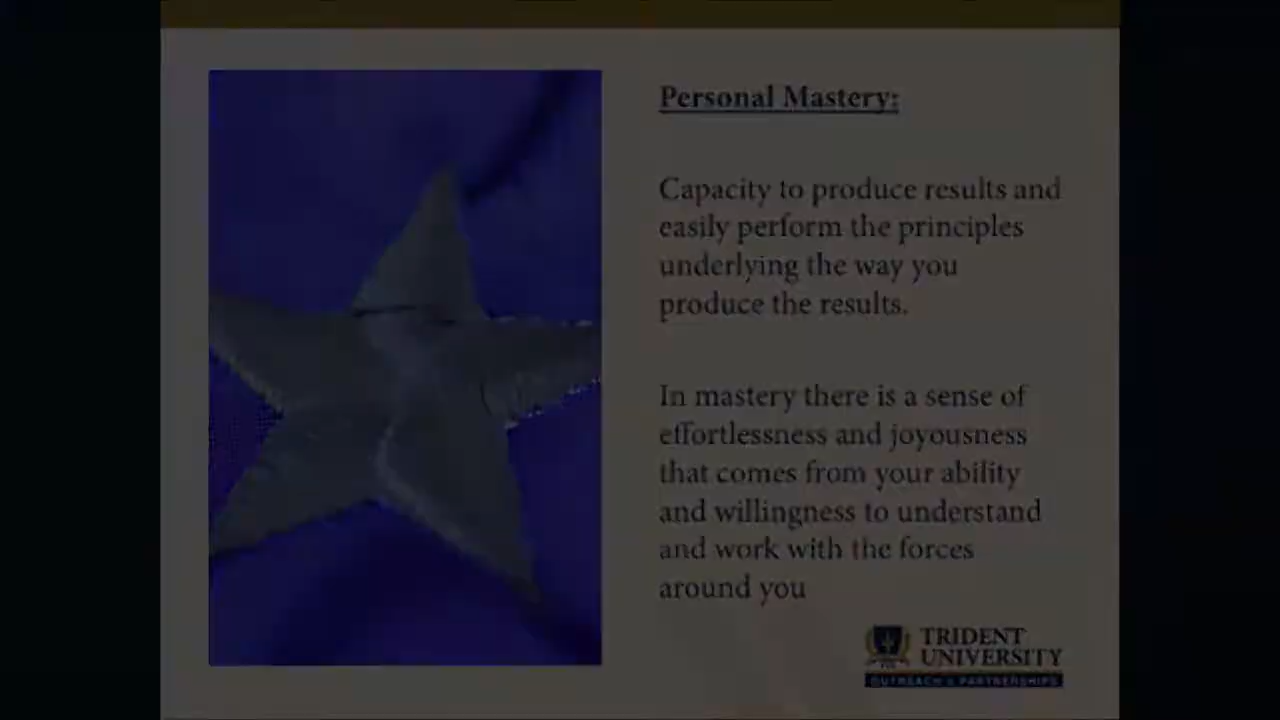 Personal Mastery:
Capacity to produce results and
easily perform the principles
underlying the way you
produce the results.
In mastery there is a sense of
effortlessness and joyousness
that comes from your ability
and willingness to understand
and work with the forces
around you
TRIDENT
UNIVERSITY
OUTREACH & PARTNERSHIPS